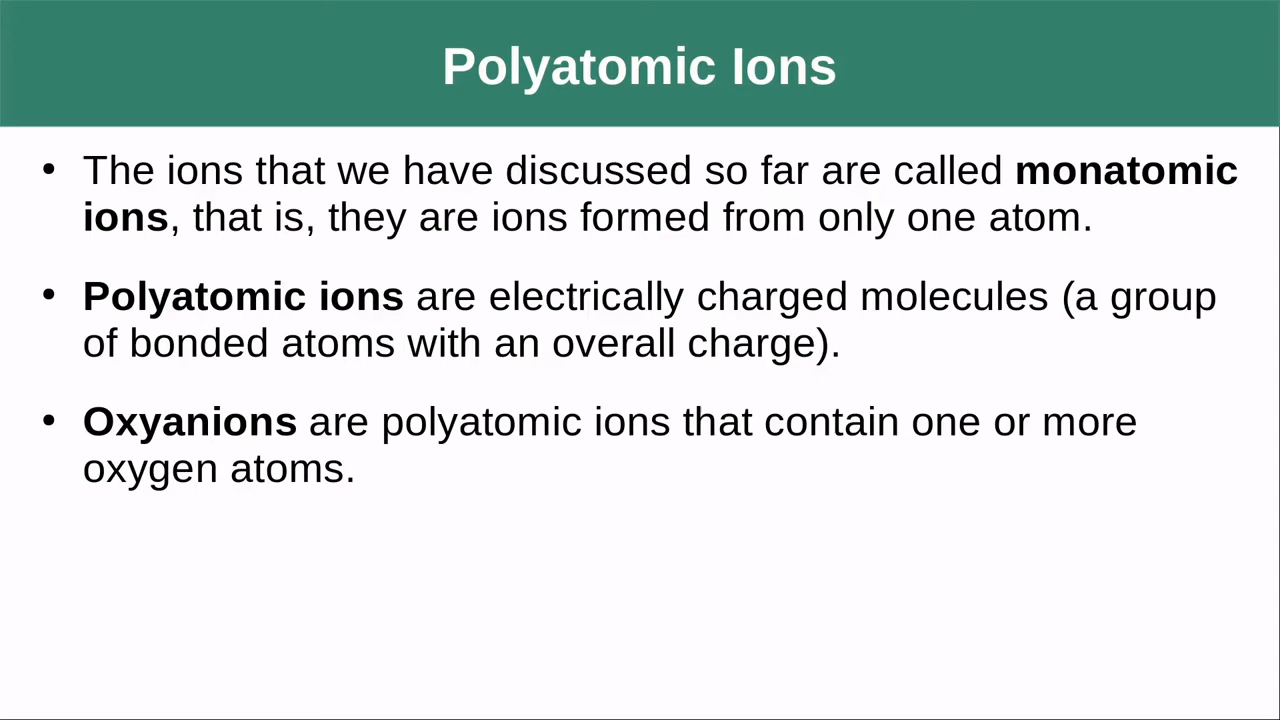 Polyatomic Ions
• The ions that we have discussed so far are called monatomic
ions, that is, they are ions formed from only one atom.
• Polyatomic ions are electrically charged molecules (a group
of bonded atoms with an overall charge).
• Oxyanions are polyatomic ions that contain one or more
oxygen atoms.